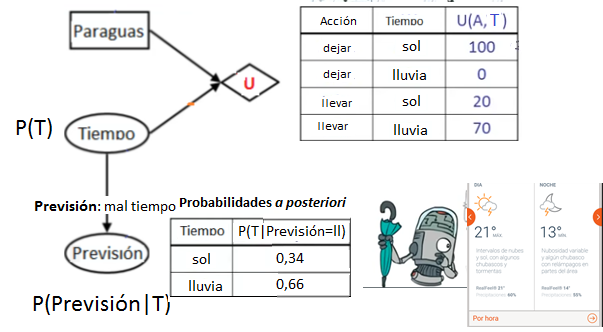 Paraguas
U
P(T)
Tiempo
Acción Tiempo U(A, T)
dejar sol 100
dejar lluvia 0
llevar sol 20
llevar lluvia 70
Previsión: mal tiempo
Probabilidades a posteriori
Tiempo P(T|Previsión=ll)
sol 0,34
lluvia 0,66
Previsión
P(Previsión|T)
DIA
21° MAX.
Intervalos de nubes
y sol, con algunos
chubascos y
tormentas
RealFeel® 21°
Precipitaciones 60%
NOCHE
13° MIN.
Nubosidad variable
y algún chubasco
con relámpagos en
partes del área
RealFeel® 14°
Precipitaciones 55%
Por hora